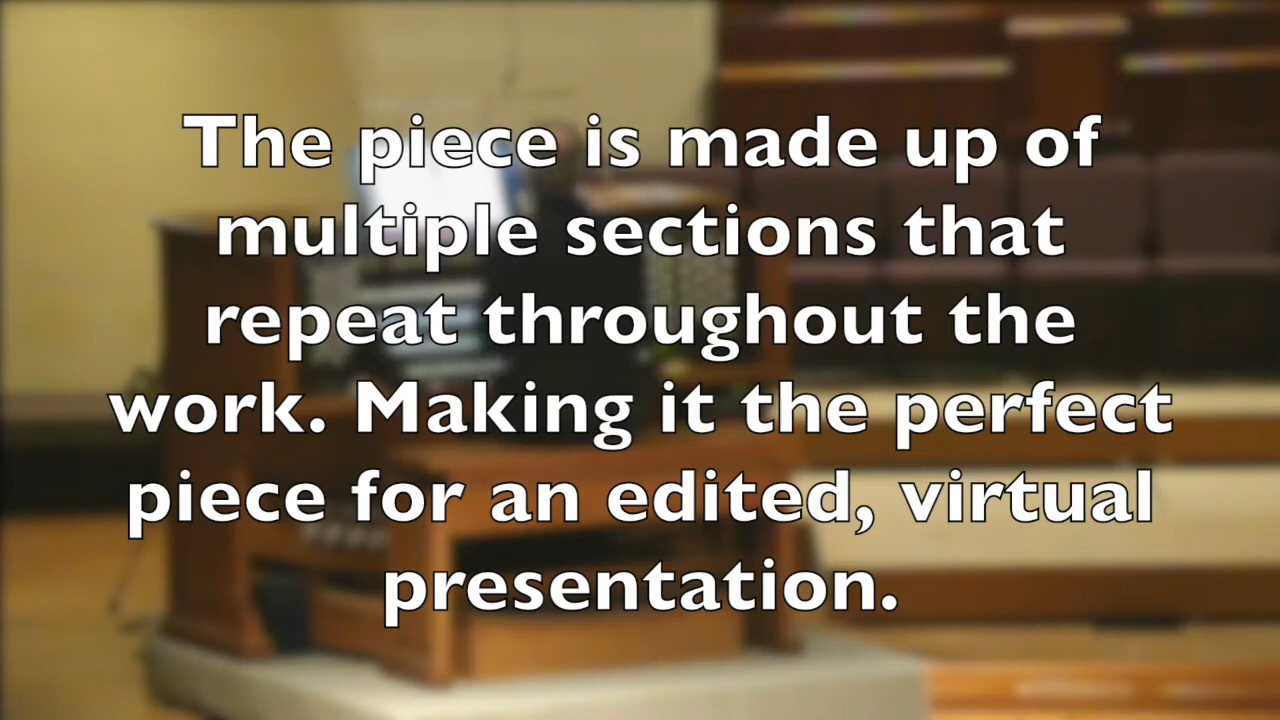 The piece is made up of
multiple sections that
repeat throughout the
work. Making it the perfect
piece for an edited, virtual
presentation.